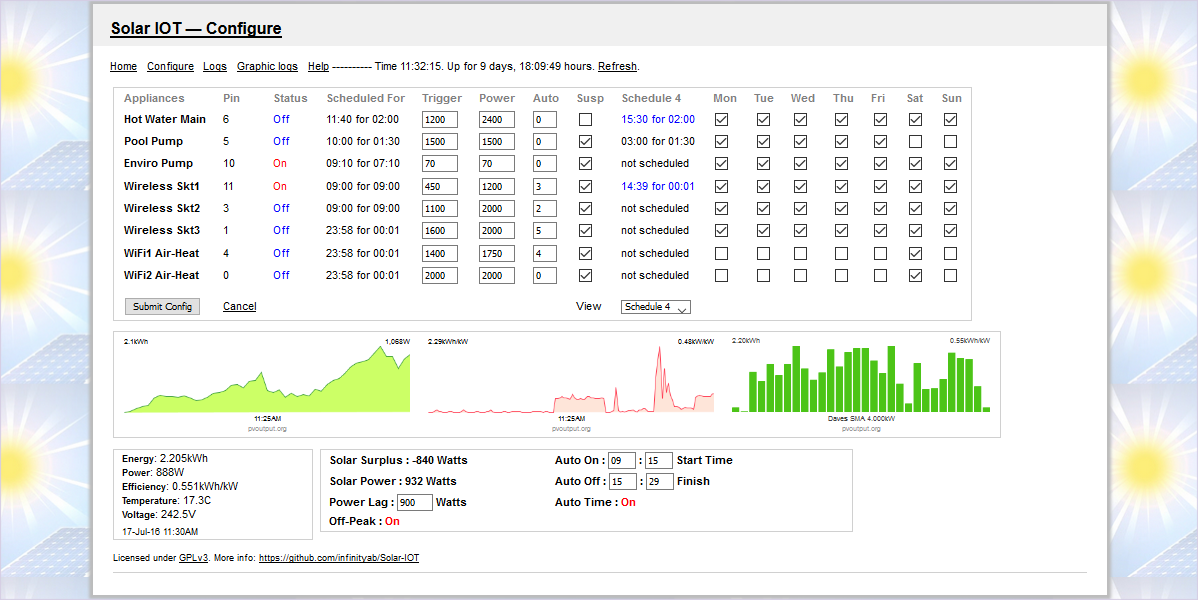 Solar IOT — Configure
Home Configure Logs Graphic logs Help ---------- Time 11:32:15. Up for 9 days, 18:09:49 hours. Refresh.
Appliances Pin Status Scheduled For Trigger Power Auto Susp Schedule 4 Mon Tue Wed Thu Fri Sat Sun
Hot Water Main 6 Off 11:40 for 02:00 1200 2400 0 15:30 for 02:00
Pool Pump 5 Off 10:00 for 01:30 1500 1500 0 03:00 for 01:30
Enviro Pump 10 On 09:10 for 07:10 70 70 0 not scheduled
Wireless Skt1 11 On 09:00 for 09:00 450 1200 3 14:39 for 00:01
Wireless Skt2 3 Off 09:00 for 09:00 1100 2000 2 not scheduled
Wireless Skt3 1 Off 23:58 for 00:01 1600 2000 5 not scheduled
WiFi1 Air-Heat 4 Off 23:58 for 00:01 1400 1750 4 not scheduled
WiFi2 Air-Heat 0 Off 23:58 for 00:01 2000 2000 0 not scheduled
Submit Config Cancel View Schedule 4
2.1kWh 1,068W 2.29kWh/kW 0.48kW/kW 2.20kWh 0.55kWh/kW
11:25AM 11:25AM Daves SMA 4.000kW
pvoutput.org pvoutput.org pvoutput.org
Energy: 2.205kWh
Power: 888W
Efficiency: 0.551kWh/kW
Temperature: 17.3C
Voltage: 242.5V
17-Jul-16 11:30AM
Solar Surplus : -840 Watts Auto On : 09 : 15 Start Time
Solar Power : 932 Watts Auto Off : 15 : 29 Finish
Power Lag : 900 Watts Auto Time : On
Off-Peak : On
Licensed under GPLv3. More info: https://github.com/infinityab/Solar-IOT